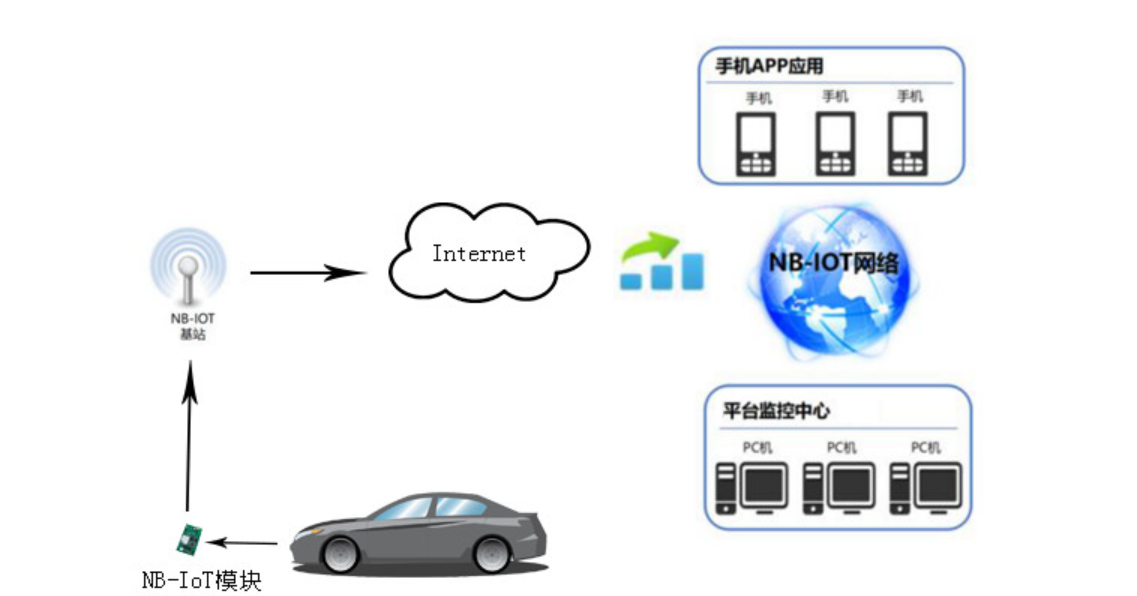 手机APP应用
手机 手机 手机
Internet
NB-IOT网络
NB-IOT
基站
平台监控中心
PC机 PC机 PC机
NB-IoT模块